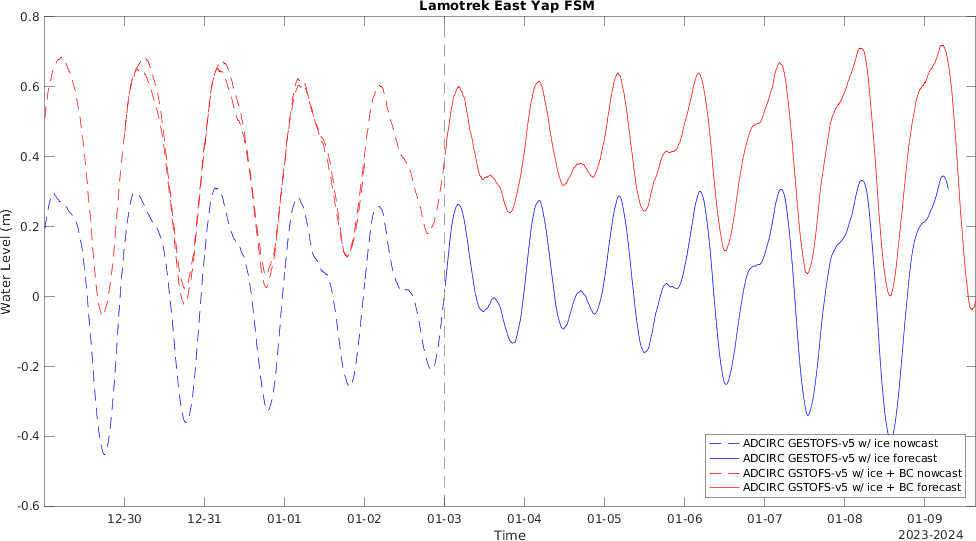 Lamotrek East Yap FSM
Water Level (m)
0.8
0.6
0.4
0.2
0
-0.2
-0.4
-0.6
ADCIRC GESTOFS-v5 w/ ice nowcast
ADCIRC GESTOFS-v5 w/ ice forecast
ADCIRC GSTOFS-v5 w/ ice + BC nowcast
ADCIRC GSTOFS-v5 w/ ice + BC forecast
12-30 12-31 01-01 01-02 01-03 01-04 01-05 01-06 01-07 01-08 01-09
Time
2023-2024